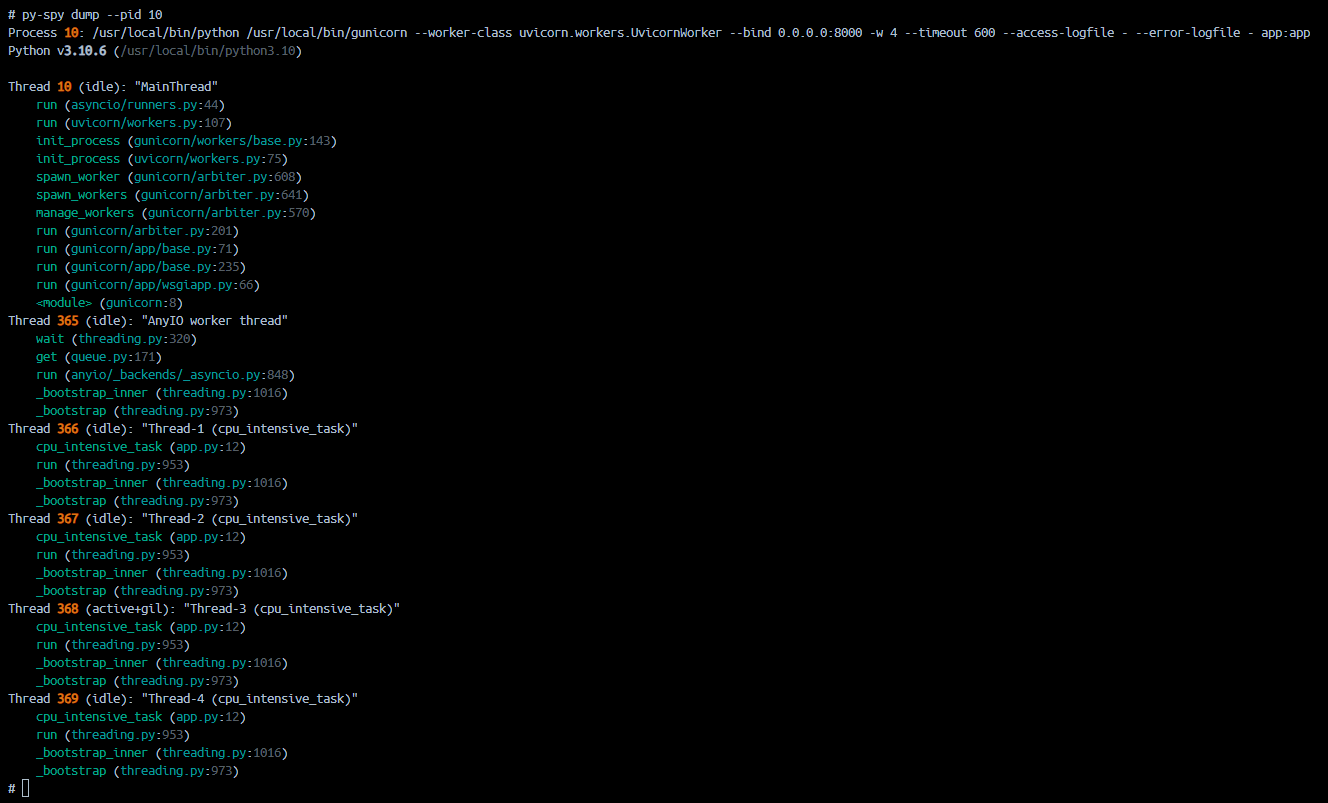 # py-spy dump --pid 10
Process 10: /usr/local/bin/python /usr/local/bin/gunicorn --worker-class uvicorn.workers.UvicornWorker --bind 0.0.0.0:8000 -w 4 --timeout 600 --access-logfile - --error-logfile - app:app
Python v3.10.6 (/usr/local/bin/python3.10)

Thread 10 (idle): "MainThread"
    run (asyncio/runners.py:44)
    run (uvicorn/workers.py:107)
    init_process (gunicorn/workers/base.py:143)
    init_process (uvicorn/workers.py:75)
    spawn_worker (gunicorn/arbiter.py:608)
    spawn_workers (gunicorn/arbiter.py:641)
    manage_workers (gunicorn/arbiter.py:570)
    run (gunicorn/arbiter.py:201)
    run (gunicorn/app/base.py:71)
    run (gunicorn/app/base.py:235)
    run (gunicorn/app/wsgiapp.py:66)
    <module> (gunicorn:8)
Thread 365 (idle): "AnyIO worker thread"
    wait (threading.py:320)
    get (queue.py:171)
    run (anyio/_backends/_asyncio.py:848)
    _bootstrap_inner (threading.py:1016)
    _bootstrap (threading.py:973)
Thread 366 (idle): "Thread-1 (cpu_intensive_task)"
    cpu_intensive_task (app.py:12)
    run (threading.py:953)
    _bootstrap_inner (threading.py:1016)
    _bootstrap (threading.py:973)
Thread 367 (idle): "Thread-2 (cpu_intensive_task)"
    cpu_intensive_task (app.py:12)
    run (threading.py:953)
    _bootstrap_inner (threading.py:1016)
    _bootstrap (threading.py:973)
Thread 368 (active+gil): "Thread-3 (cpu_intensive_task)"
    cpu_intensive_task (app.py:12)
    run (threading.py:953)
    _bootstrap_inner (threading.py:1016)
    _bootstrap (threading.py:973)
Thread 369 (idle): "Thread-4 (cpu_intensive_task)"
    cpu_intensive_task (app.py:12)
    run (threading.py:953)
    _bootstrap_inner (threading.py:1016)
    _bootstrap (threading.py:973)
#